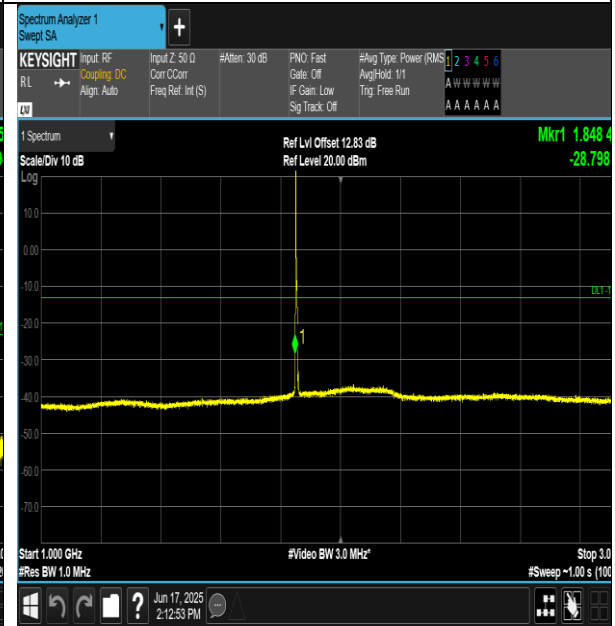 Spectrum Analyzer 1
Swept SA
+
KEYSIGHT Input: RF Input Z: 50 Ω #Atten: 30 dB PNO: Fast #Avg Type: Power (RMS 1 2 3 4 5 6
RL Coupling: DC Corr CCorr Gate: Off Avg|Hold: 1/1 A W W W W W
Align: Auto Freq Ref: Int (S) IF Gain: Low Trig: Free Run
LXI Sig Track: Off A A A A A A
1 Spectrum Ref Lvl Offset 12.83 dB Mkr1 1.848 4
Scale/Div 10 dB Ref Level 20.00 dBm -28.798
Log
10.0
0.00
-10.0
DL1 -1
-20.0
1
-30.0
-40.0
-50.0
-60.0
-70.0
Start 1.000 GHz #Video BW 3.0 MHz* Stop 3.0
#Res BW 1.0 MHz #Sweep ~1.00 s (100
? Jun 17, 2025
2:12:53 PM